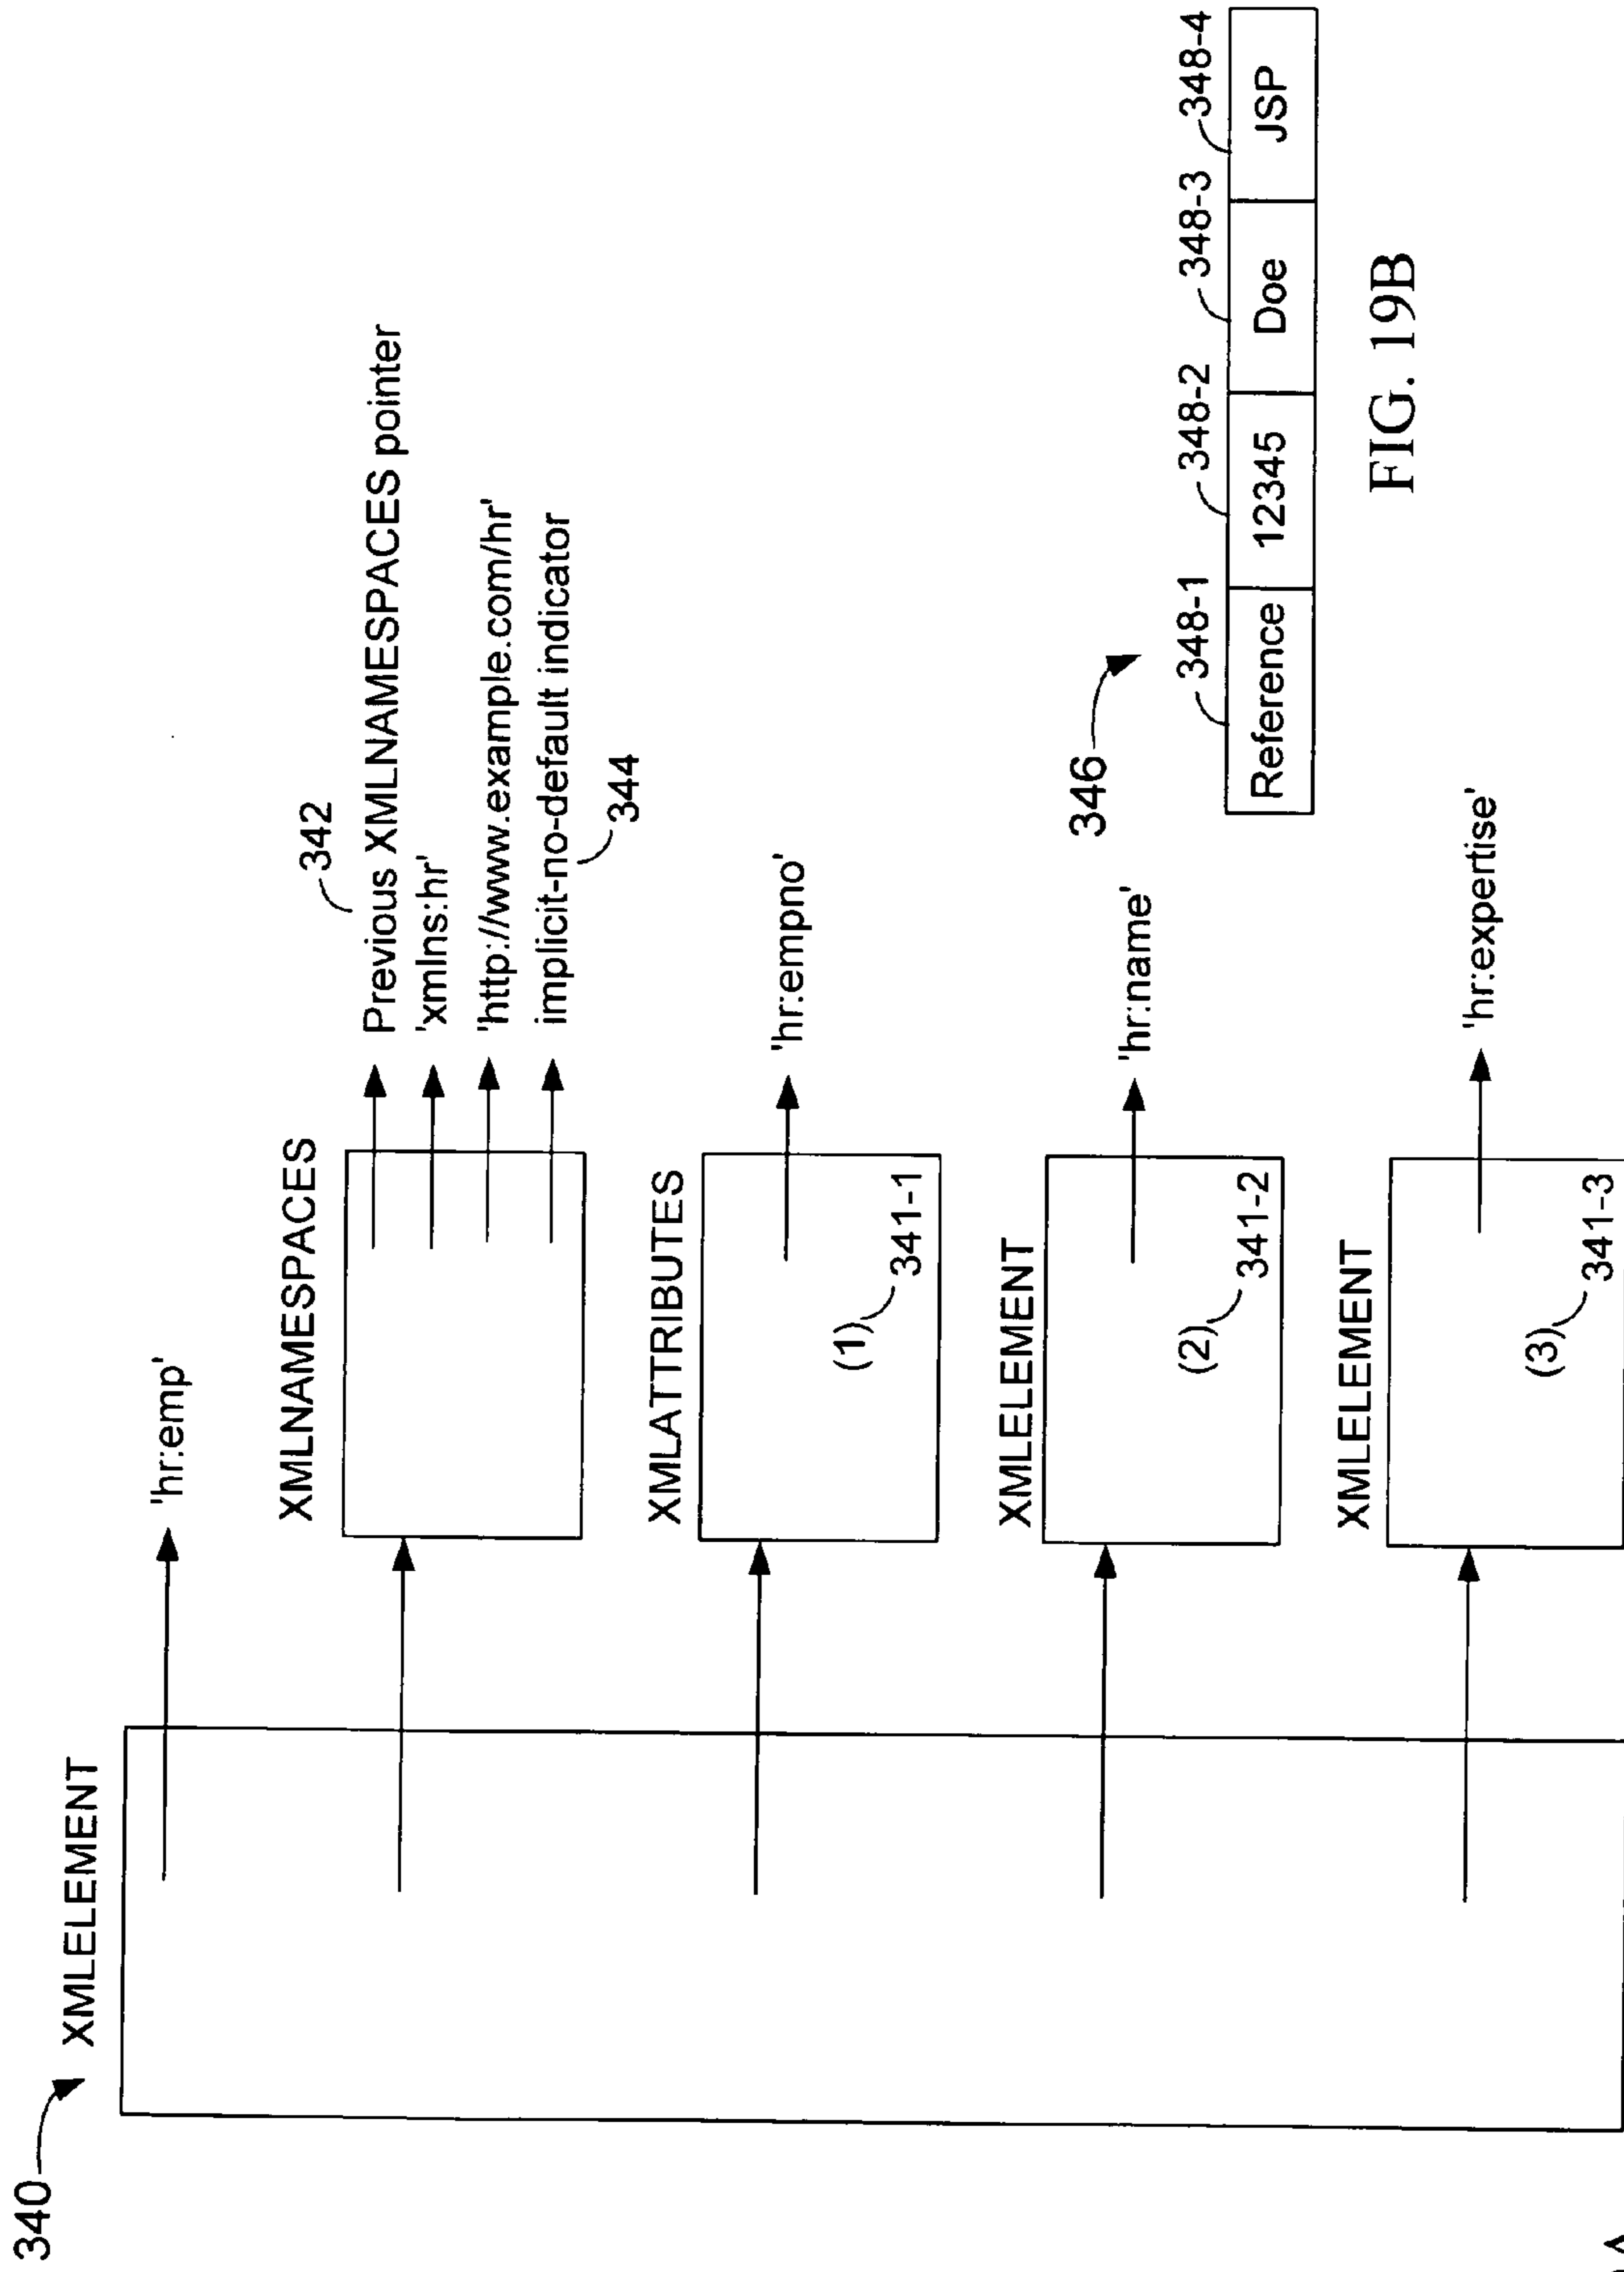 340
XMLELEMENT
'hr:emp'
XMLNAMESPACES
342
Previous XMLNAMESPACES pointer
'xmlns:hr'
'http://www.example.com/hr'
implicit-no-default indicator
344
XMLATTRIBUTES
'hr:empno'
(1)
341-1
XMLELEMENT
'hr:name'
(2)
341-2
XMLELEMENT
'hr:expertise'
(3)
341-3
346
348-1 348-2 348-3 348-4
Reference 12345 Doe JSP
FIG. 19B